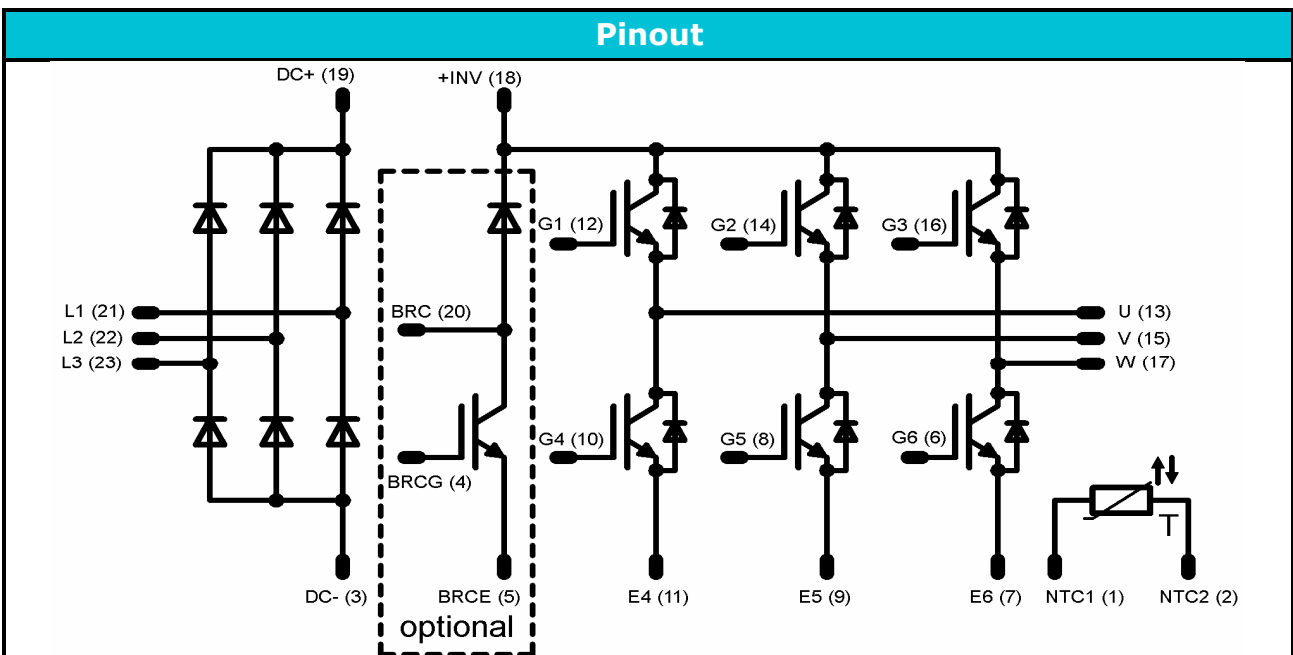 Pinout
DC+ (19)
+INV (18)
G1 (12)
G2 (14)
G3 (16)
L1 (21)
L2 (22)
L3 (23)
BRC (20)
U (13)
V (15)
W (17)
BRCG (4)
G4 (10)
G5 (8)
G6 (6)
T
DC- (3)
BRCE (5)
E4 (11)
E5 (9)
E6 (7)
NTC1 (1)
NTC2 (2)
optional